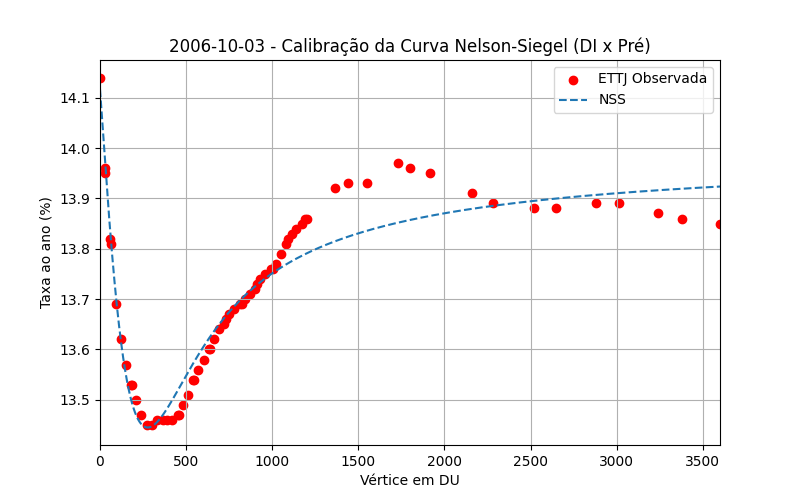 2006-10-03 - Calibração da Curva Nelson-Siegel (DI x Pré)
ETTJ Observada
NSS
Taxa ao ano (%)
14.1
14.0
13.9
13.8
13.7
13.6
13.5
0 500 1000 1500 2000 2500 3000 3500
Vértice em DU